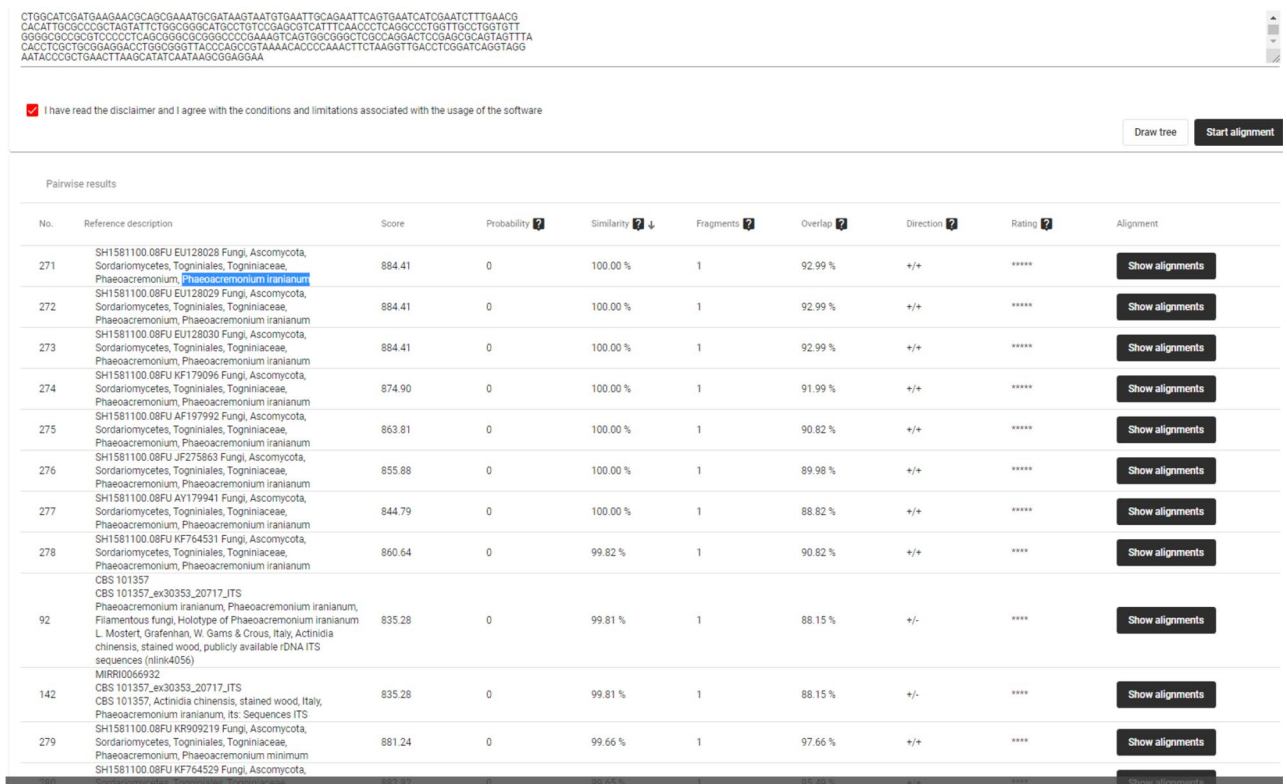 CTGGCATCGATGAAGAACGCAGCGAAATGCGATAAGTAATGTGAATTGCAGAATTCAGTGAATCATCGAATCTTTGAACG
CACATTGCGCCCGCTAGTATTCTGGCGGGCATGCCTGTCCGAGCGTCATTTCAACCCTCAGGCCCTGGTTGCCTGGTGTT
GGGGCGCCGCGTCCCCCTCAGCGGGCGCGGGCCCCGAAAGTCAGTGGCGGGCTCGCCAGGACTCCGAGCGCAGTAGTTTA
CACCTCGCTGCGGAGGACCTGGCGGGTTACCCAGCCGTAAAACACCCCAAACTTCTAAGGTTGACCTCGGATCAGGTAGG
AATACCCGCTGAACTTAAGCATATCAATAAGCGGAGGAA
I have read the disclaimer and I agree with the conditions and limitations associated with the usage of the software
Draw tree Start alignment
Pairwise results
No. Reference description Score Probability ? Similarity ? ↓ Fragments ? Overlap ? Direction ? Rating ? Alignment
SH1581100.08FU EU128028 Fungi, Ascomycota,
271 Sordariomycetes, Togniniales, Togniniaceae, 884.41 0 100.00 % 1 92.99 % +/+ ***** Show alignments
Phaeoacremonium, Phaeoacremonium iranianum
SH1581100.08FU EU128029 Fungi, Ascomycota,
272 Sordariomycetes, Togniniales, Togniniaceae, 884.41 0 100.00 % 1 92.99 % +/+ ***** Show alignments
Phaeoacremonium, Phaeoacremonium iranianum
SH1581100.08FU EU128030 Fungi, Ascomycota,
273 Sordariomycetes, Togniniales, Togniniaceae, 884.41 0 100.00 % 1 92.99 % +/+ ***** Show alignments
Phaeoacremonium, Phaeoacremonium iranianum
SH1581100.08FU KF179096 Fungi, Ascomycota,
274 Sordariomycetes, Togniniales, Togniniaceae, 874.90 0 100.00 % 1 91.99 % +/+ ***** Show alignments
Phaeoacremonium, Phaeoacremonium iranianum
SH1581100.08FU AF197992 Fungi, Ascomycota,
275 Sordariomycetes, Togniniales, Togniniaceae, 863.81 0 100.00 % 1 90.82 % +/+ ***** Show alignments
Phaeoacremonium, Phaeoacremonium iranianum
SH1581100.08FU JF275863 Fungi, Ascomycota,
276 Sordariomycetes, Togniniales, Togniniaceae, 855.88 0 100.00 % 1 89.98 % +/+ ***** Show alignments
Phaeoacremonium, Phaeoacremonium iranianum
SH1581100.08FU AY179941 Fungi, Ascomycota,
277 Sordariomycetes, Togniniales, Togniniaceae, 844.79 0 100.00 % 1 88.82 % +/+ ***** Show alignments
Phaeoacremonium, Phaeoacremonium iranianum
SH1581100.08FU KF764531 Fungi, Ascomycota,
278 Sordariomycetes, Togniniales, Togniniaceae, 860.64 0 99.82 % 1 90.82 % +/+ **** Show alignments
Phaeoacremonium, Phaeoacremonium iranianum
CBS 101357
CBS 101357_ex30353_20717_ITS
Phaeoacremonium iranianum, Phaeoacremonium iranianum,
92 Filamentous fungi, Holotype of Phaeoacremonium iranianum 835.28 0 99.81 % 1 88.15 % +/- **** Show alignments
L. Mostert, Grafenhan, W. Gams & Crous, Italy, Actinidia
chinensis, stained wood, publicly available rDNA ITS
sequences (nlink4056)
MIRRI0066932
CBS 101357_ex30353_20717_ITS
142 CBS 101357, Actinidia chinensis, stained wood, Italy, 835.28 0 99.81 % 1 88.15 % +/- **** Show alignments
Phaeoacremonium iranianum, its: Sequences ITS
SH1581100.08FU KR909219 Fungi, Ascomycota,
279 Sordariomycetes, Togniniales, Togniniaceae, 881.24 0 99.66 % 1 97.66 % +/+ **** Show alignments
Phaeoacremonium, Phaeoacremonium minimum
SH1581100.08FU KF764529 Fungi, Ascomycota,